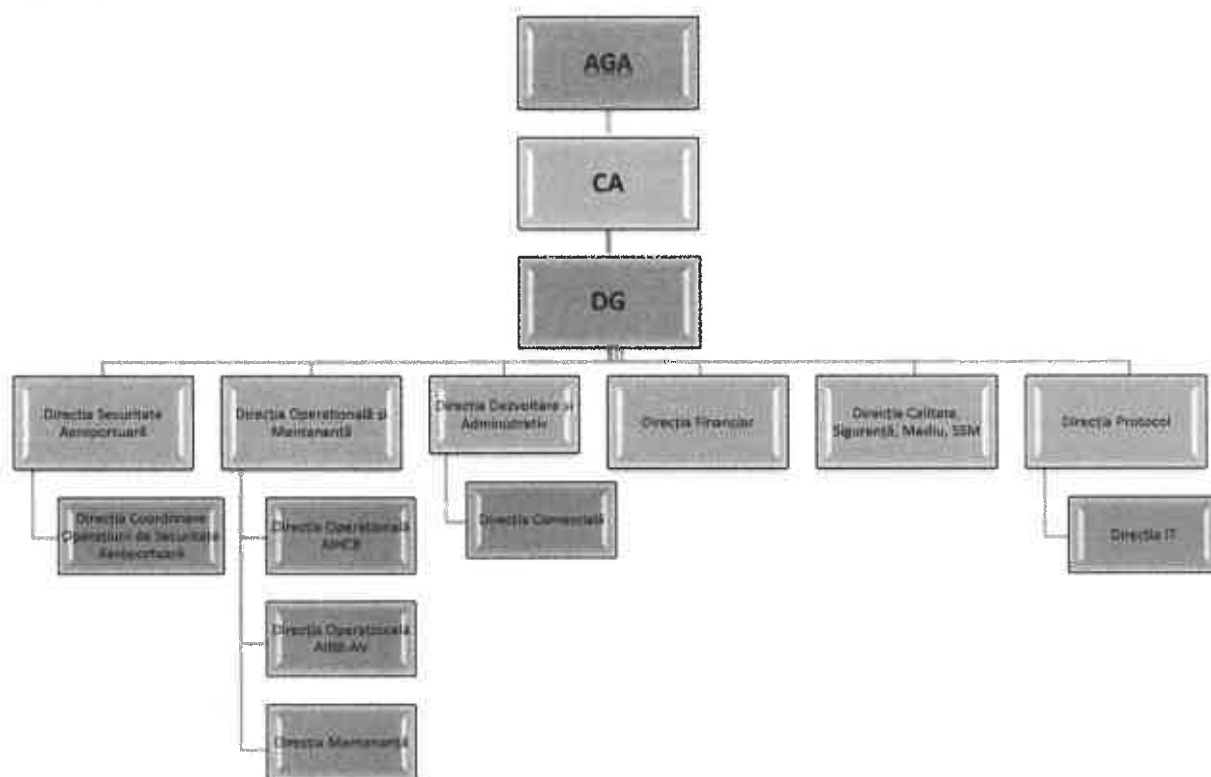 AGA
CA
DG
Direcția Securitate
Aeroportuară
Direcția Operațională și
Mentenanță
Direcția Dezvoltare și
Administrativ
Direcția Financiar
Direcția Calitate,
Siguranță, Mediu, SSM
Direcția Protocol
Direcția Coordonare
Operațiuni de Securitate
Aeroportuară
Direcția Operațională
AIHCB
Direcția Comercială
Direcția IT
Direcția Operațională
AIBB-AV
Direcția Mentenanță